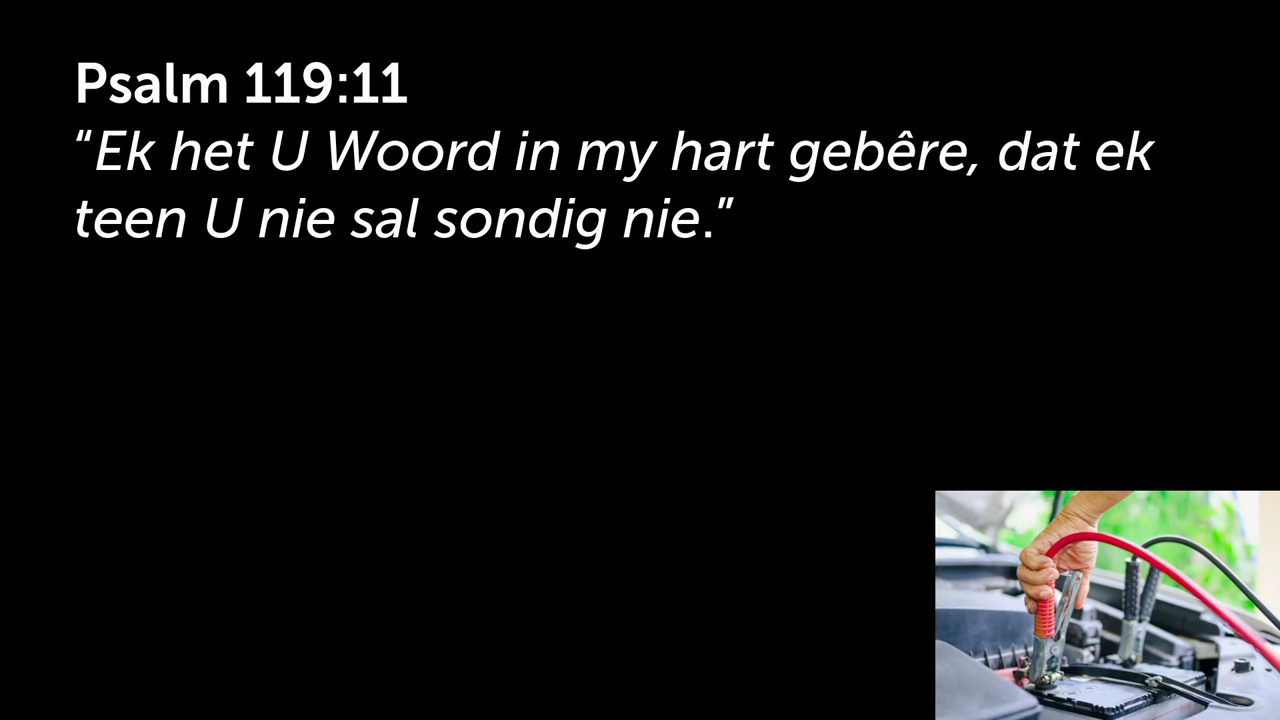 Psalm 119:11
“Ek het U Woord in my hart gebêre, dat ek
teen U nie sal sondig nie.”